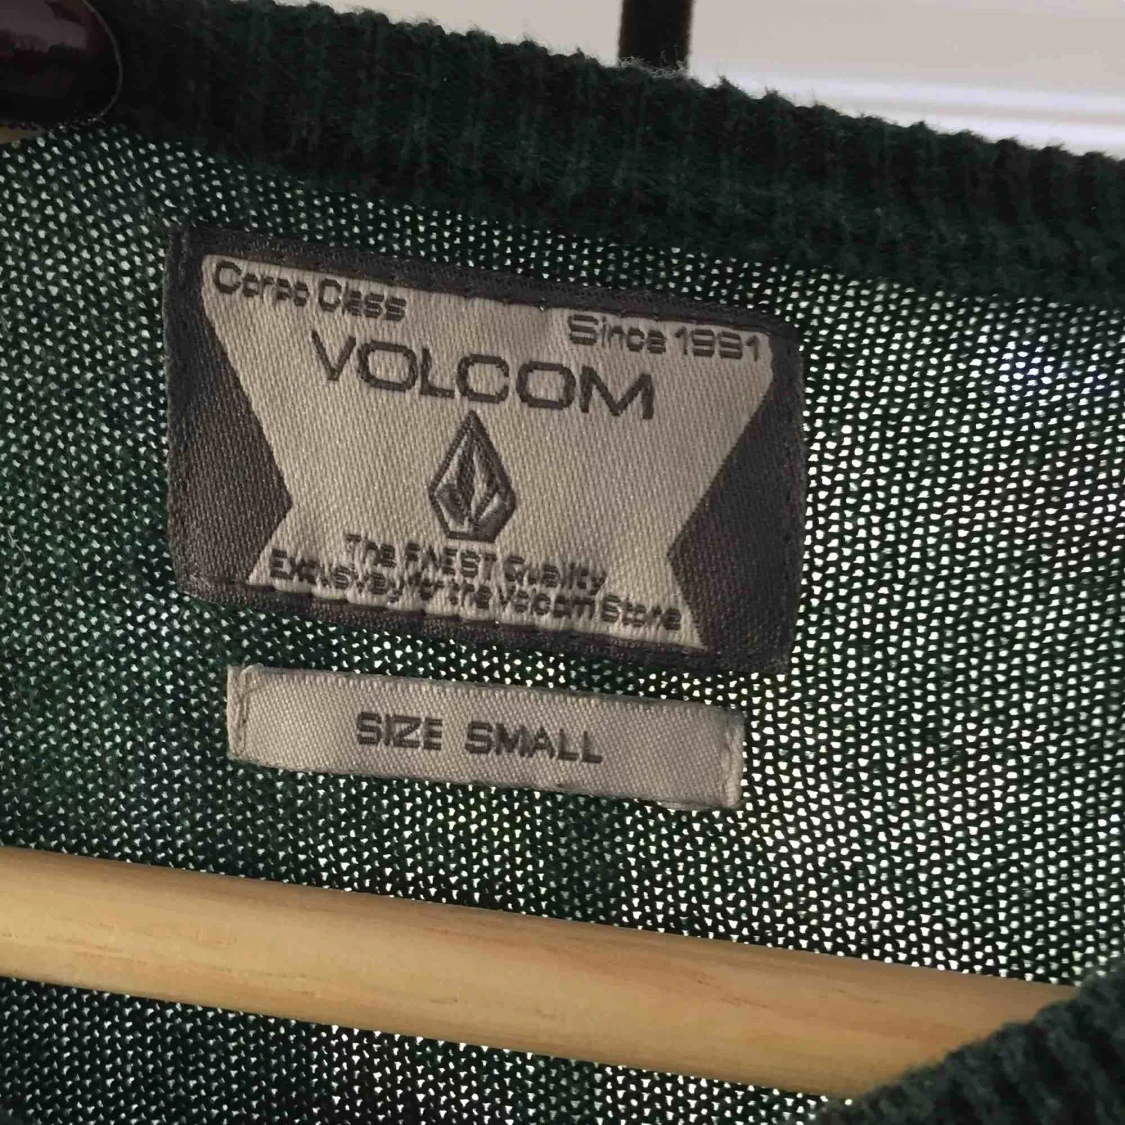 Corpo Class
Since 1991
VOLCOM
The FINEST Quality
Exclusively for the Volcom Store
SIZE SMALL